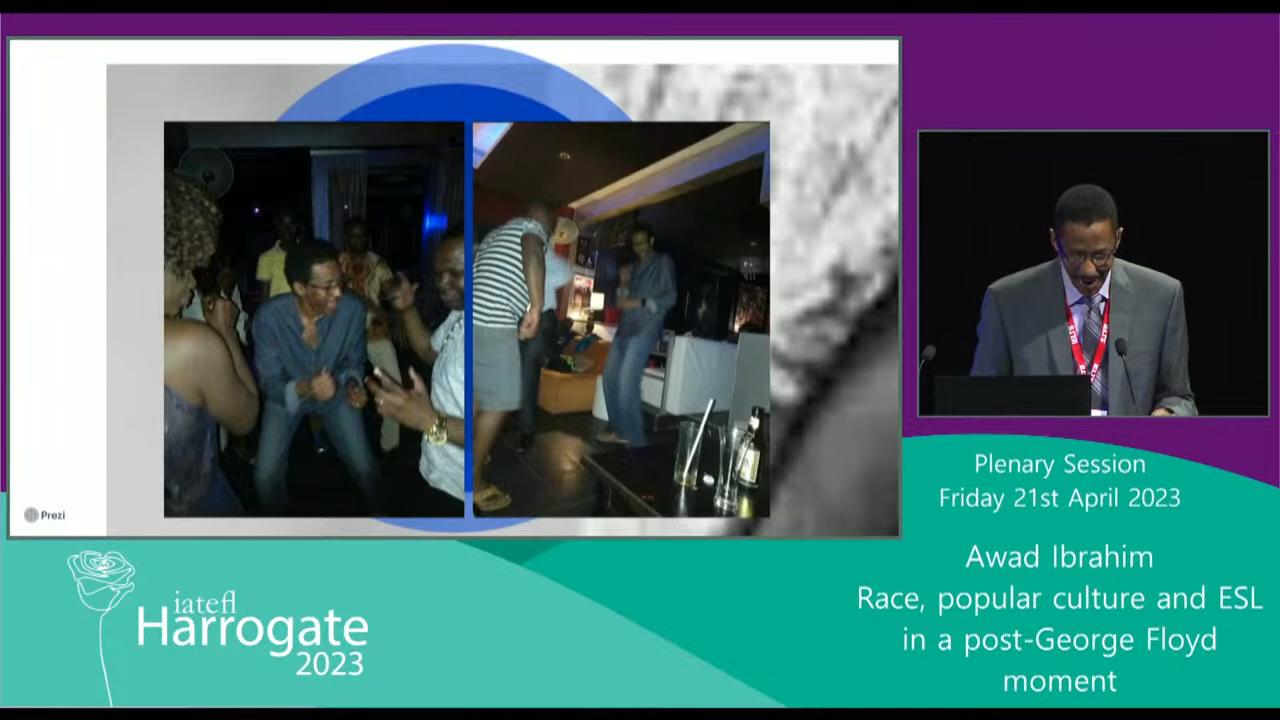 Prezi
Plenary Session
Friday 21st April 2023
Awad Ibrahim
Race, popular culture and ESL
in a post-George Floyd
moment
iatefl
Harrogate
2023